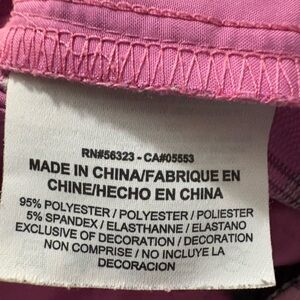 RN#56323 - CA#05553
MADE IN CHINA/FABRIQUE EN
CHINE/HECHO EN CHINA
95% POLYESTER / POLYESTER / POLIESTER
5% SPANDEX / ELASTHANNE / ELASTANO
EXCLUSIVE OF DECORATION / DECORATION
NON COMPRISE / NO INCLUYE LA
DECORACION